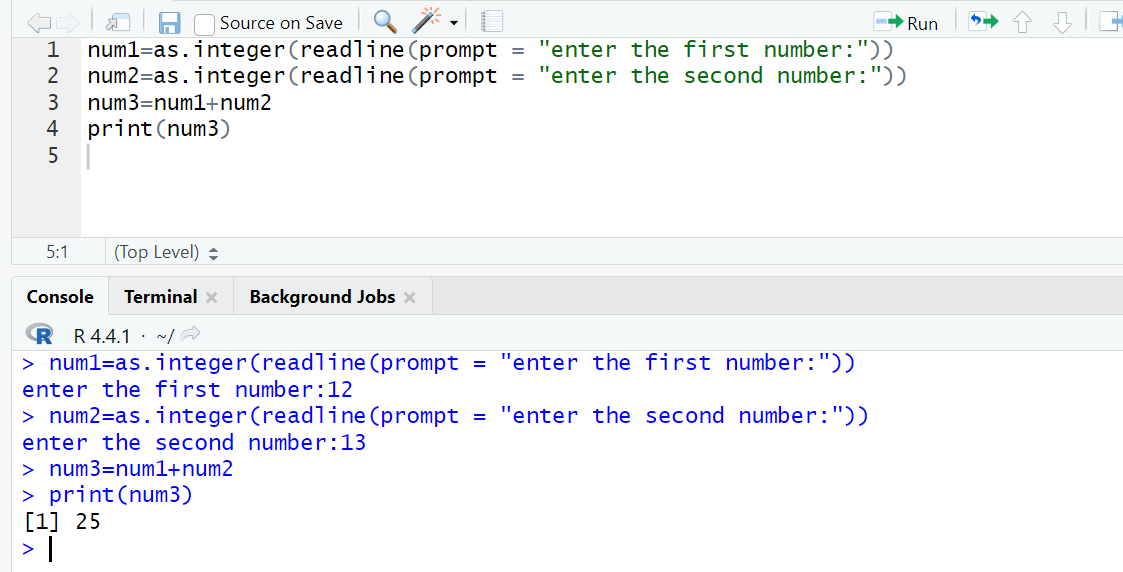 Source on Save Run
1 num1=as.integer(readline(prompt = "enter the first number:"))
2 num2=as.integer(readline(prompt = "enter the second number:"))
3 num3=num1+num2
4 print(num3)
5
5:1 (Top Level)
Console Terminal Background Jobs
R R 4.4.1 · ~/
> num1=as.integer(readline(prompt = "enter the first number:"))
enter the first number:12
> num2=as.integer(readline(prompt = "enter the second number:"))
enter the second number:13
> num3=num1+num2
> print(num3)
[1] 25
>